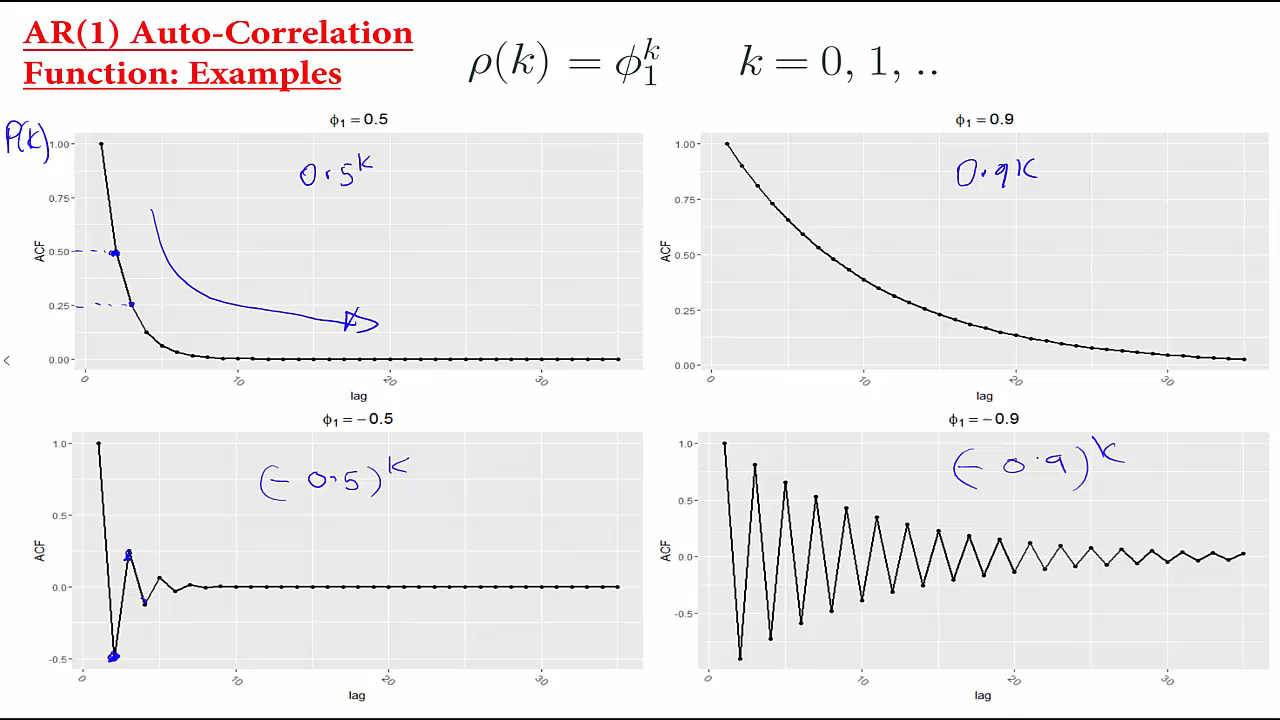 AR(1) Auto-Correlation
Function: Examples
ρ(k) = ϕ₁ᵏ k = 0, 1, ..
P(k)
ϕ₁ = 0.5
0.5ᵏ
1.00
0.75
0.50
0.25
0.00
ACF
0 10 20 30
lag
ϕ₁ = 0.9
0.9ᵏ
1.00
0.75
0.50
0.25
0.00
ACF
0 10 20 30
lag
ϕ₁ = −0.5
(−0.5)ᵏ
1.0
0.5
0.0
-0.5
ACF
0 10 20 30
lag
ϕ₁ = −0.9
(−0.9)ᵏ
1.0
0.5
0.0
-0.5
ACF
0 10 20 30
lag